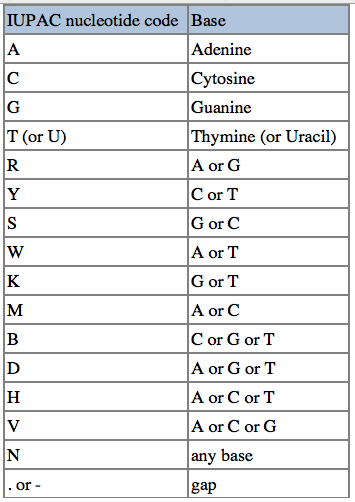 IUPAC nucleotide code Base
A Adenine
C Cytosine
G Guanine
T (or U) Thymine (or Uracil)
R A or G
Y C or T
S G or C
W A or T
K G or T
M A or C
B C or G or T
D A or G or T
H A or C or T
V A or C or G
N any base
. or - gap